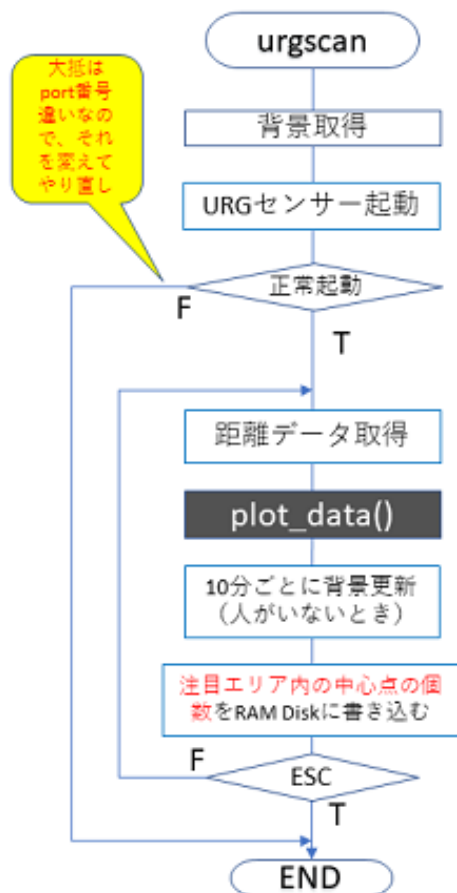 urgscan
大抵は
port番号
違いなの
で、それ
を変えて
やり直し
背景取得
URGセンサー起動
正常起動
F
T
距離データ取得
plot_data()
10分ごとに背景更新
（人がいないとき）
注目エリア内の中心点の個
数をRAM Diskに書き込む
F
ESC
T
END